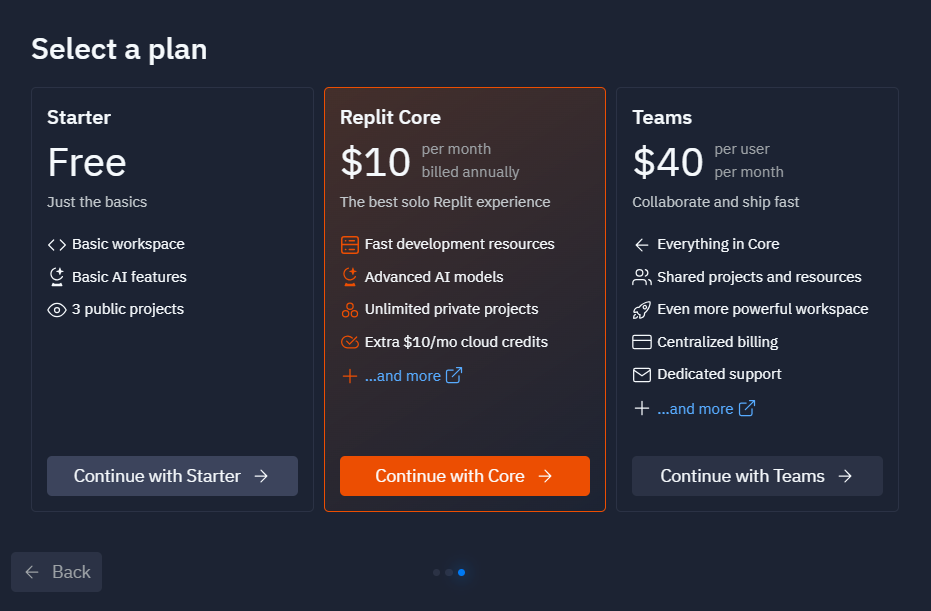 Select a plan
Starter
Free
Just the basics
Basic workspace
Basic AI features
3 public projects
Continue with Starter
Replit Core
$10
per month
billed annually
The best solo Replit experience
Fast development resources
Advanced AI models
Unlimited private projects
Extra $10/mo cloud credits
...and more
Continue with Core
Teams
$40
per user
per month
Collaborate and ship fast
Everything in Core
Shared projects and resources
Even more powerful workspace
Centralized billing
Dedicated support
...and more
Continue with Teams
Back